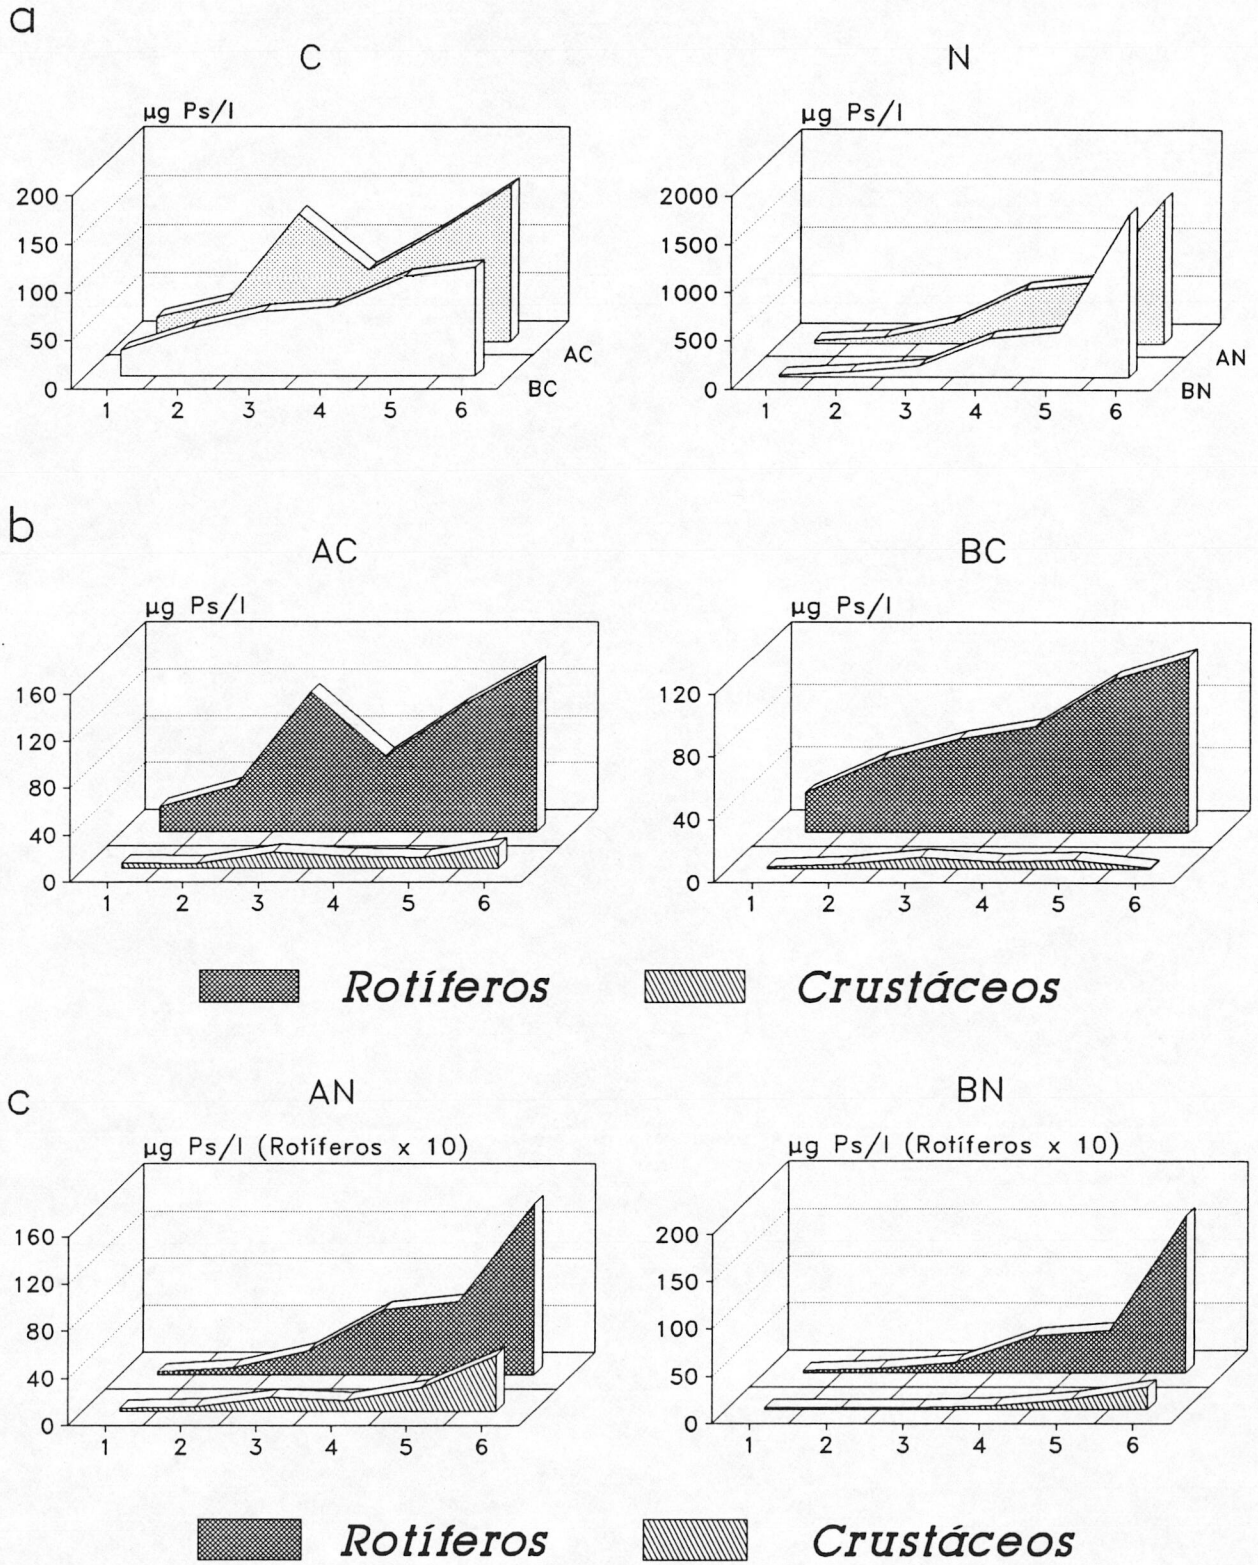 a
C
N
µg Ps/l
µg Ps/l
200
150
100
50
0
1 2 3 4 5 6
AC
BC
2000
1500
1000
500
0
1 2 3 4 5 6
AN
BN
b
AC
BC
µg Ps/l
µg Ps/l
160
120
80
40
0
1 2 3 4 5 6
120
80
40
0
1 2 3 4 5 6
Rotíferos Crustáceos
c
AN
BN
µg Ps/l (Rotíferos x 10)
µg Ps/l (Rotíferos x 10)
160
120
80
40
0
1 2 3 4 5 6
200
150
100
50
0
1 2 3 4 5 6
Rotíferos Crustáceos